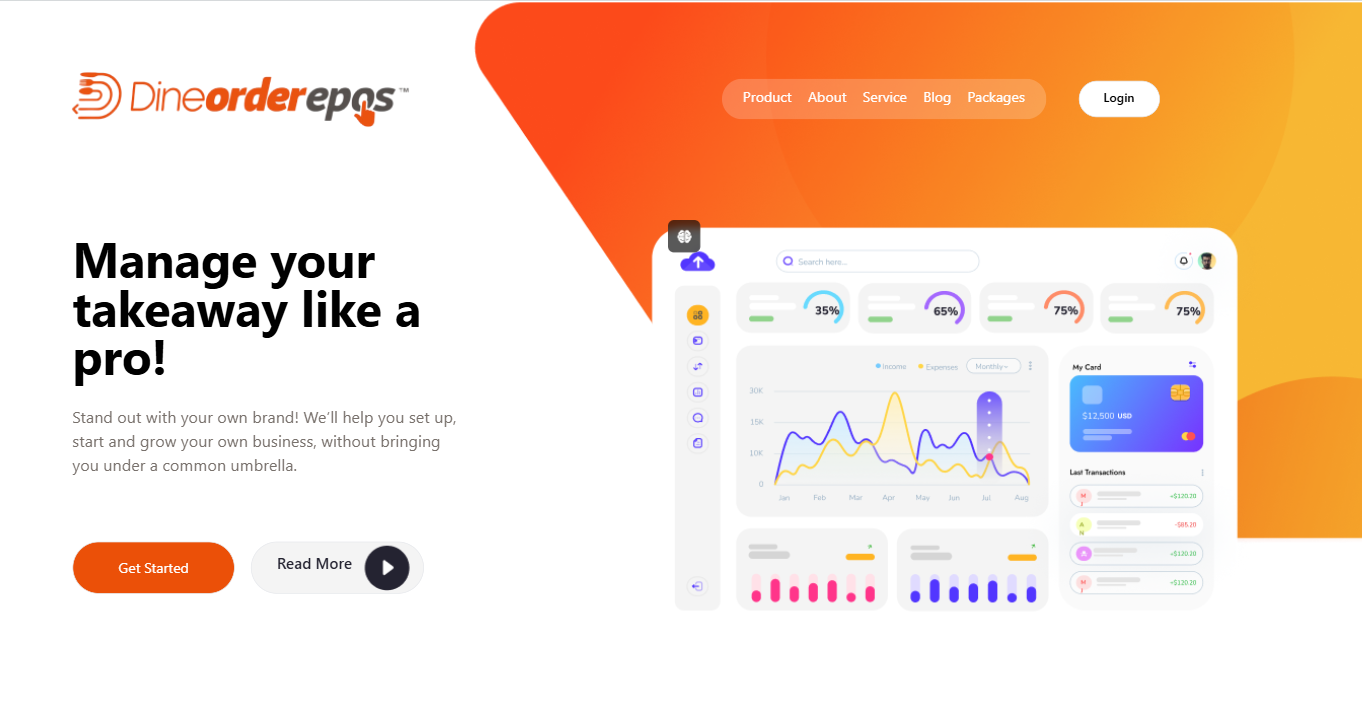 Dineorderepos™
Product About Service Blog Packages
Login
Manage your
takeaway like a
pro!
Stand out with your own brand! We’ll help you set up,
start and grow your own business, without bringing
you under a common umbrella.
Get Started
Read More
Search here...
35%
65%
75%
75%
Income Expenses Monthly
30K
15K
10K
0
Jan Feb Mar Apr May Jun Jul Aug
My Card
$12,500 USD
Last Transactions
M
+$120.20
A
N
-$85.20
+$120.20
M
+$120.20